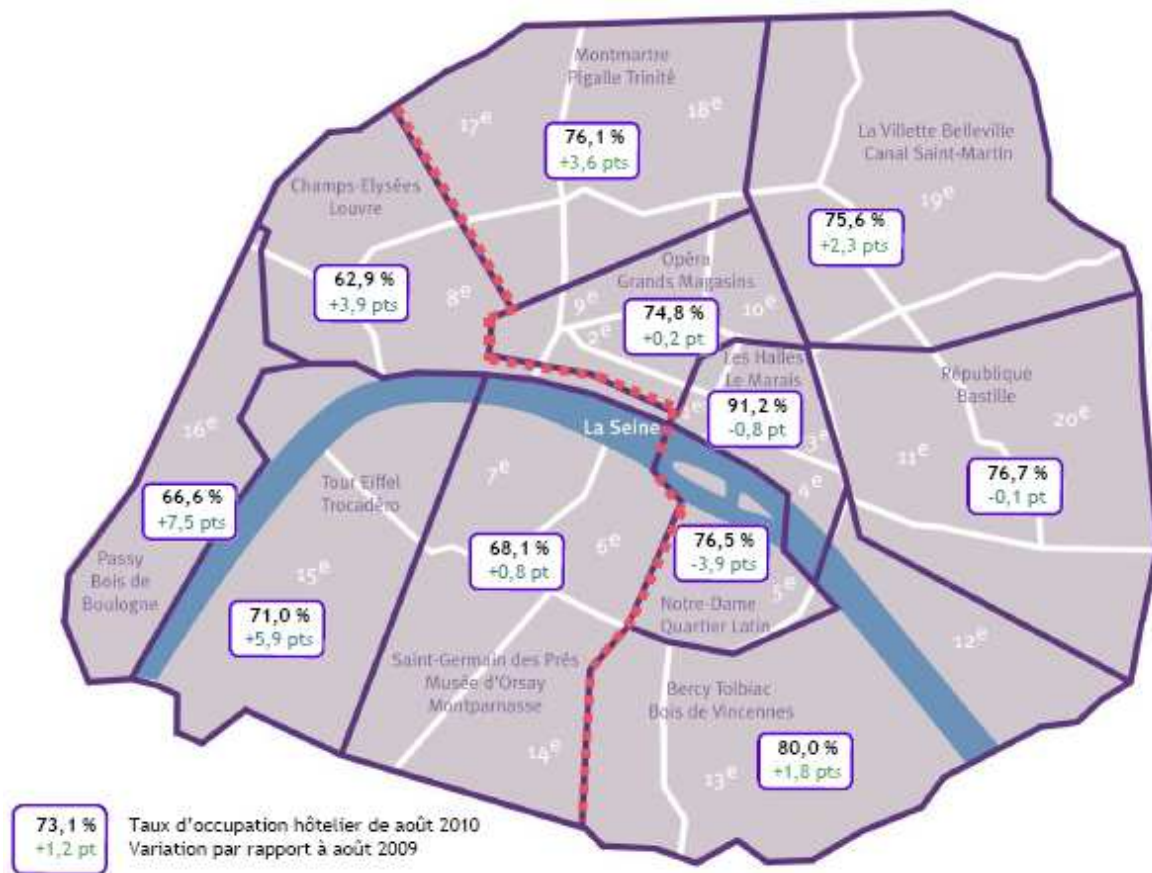 Montmartre
Pigalle Trinité
17e
18e
76,1 %
+3,6 pts
La Villette Belleville
Canal Saint-Martin
19e
75,6 %
+2,3 pts
Champs-Elysées
Louvre
62,9 %
+3,9 pts
8e
Opéra
Grands Magasins
9e
10e
2e
74,8 %
+0,2 pt
Les Halles
Le Marais
91,2 %
-0,8 pt
3e
4e
République
Bastille
11e
20e
76,7 %
-0,1 pt
La Seine
16e
66,6 %
+7,5 pts
Passy
Bois de
Boulogne
Tour Eiffel
Trocadéro
15e
71,0 %
+5,9 pts
7e
6e
68,1 %
+0,8 pt
Saint-Germain des Prés
Musée d'Orsay
Montparnasse
14e
76,5 %
-3,9 pts
5e
Notre-Dame
Quartier Latin
12e
Bercy Tolbiac
Bois de Vincennes
13e
80,0 %
+1,8 pts
73,1 %
+1,2 pt
Taux d'occupation hôtelier de août 2010
Variation par rapport à août 2009